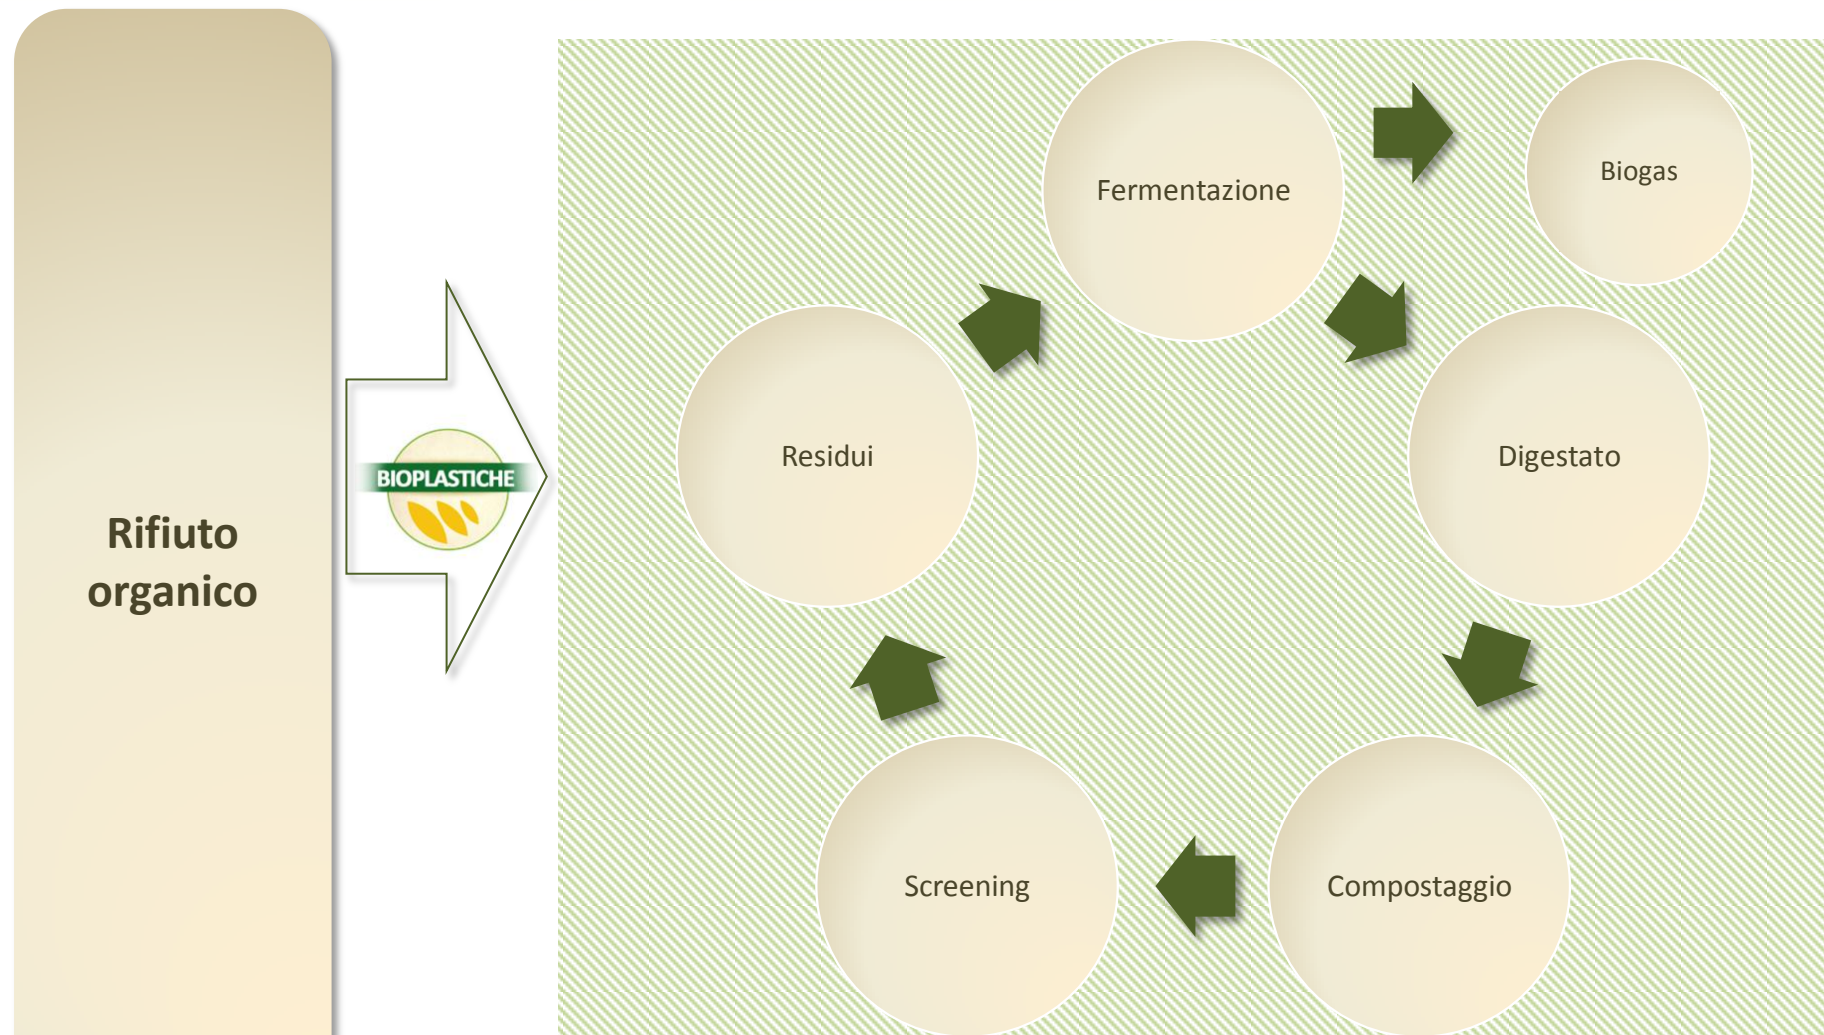 Rifiuto
organico
BIOPLASTICHE
Fermentazione
Biogas
Residui
Digestato
Screening
Compostaggio